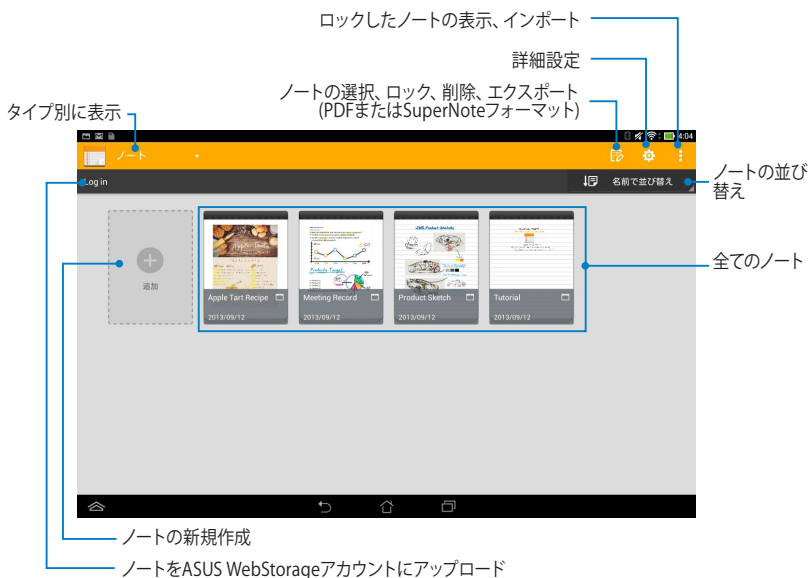 ロックしたノートの表示、インポート
詳細設定
ノートの選択、ロック、削除、エクスポート
(PDFまたはSuperNoteフォーマット)
タイプ別に表示
4:04
ノート
Log in
名前で並び替え
ノートの並び
替え
追加
Apple Tart Recipe
2013/09/12
Meeting Record
2013/09/12
Product Sketch
2013/09/12
Tutorial
2013/09/12
全てのノート
ノートの新規作成
ノートをASUS WebStorageアカウントにアップロード